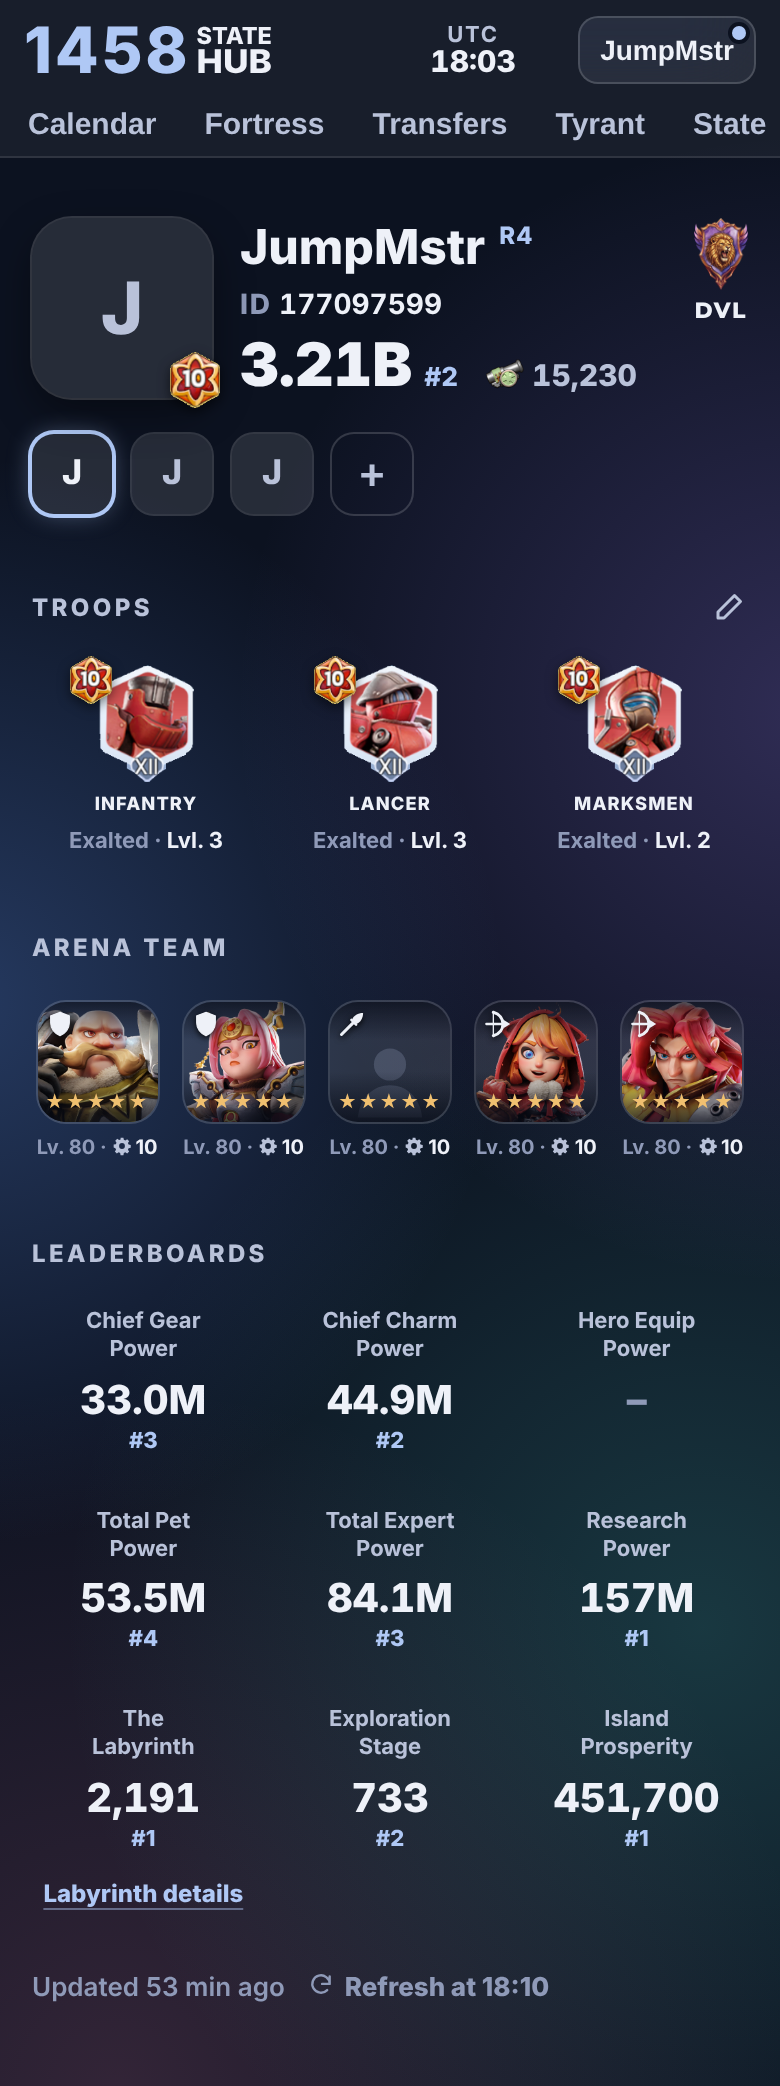 1458 STATE HUB
UTC
18:03
JumpMstr
Calendar Fortress Transfers Tyrant State
J
10
JumpMstr R4
ID 177097599
3.21B #2 15,230
DVL
J J J +
TROOPS
10 10 10
XII XII XII
INFANTRY LANCER MARKSMEN
Exalted · Lvl. 3 Exalted · Lvl. 3 Exalted · Lvl. 2
ARENA TEAM
Lv. 80 · 10 Lv. 80 · 10 Lv. 80 · 10 Lv. 80 · 10 Lv. 80 · 10
LEADERBOARDS
Chief Gear Power
33.0M
#3
Chief Charm Power
44.9M
#2
Hero Equip Power
–
Total Pet Power
53.5M
#4
Total Expert Power
84.1M
#3
Research Power
157M
#1
The Labyrinth
2,191
#1
Exploration Stage
733
#2
Island Prosperity
451,700
#1
Labyrinth details
Updated 53 min ago Refresh at 18:10